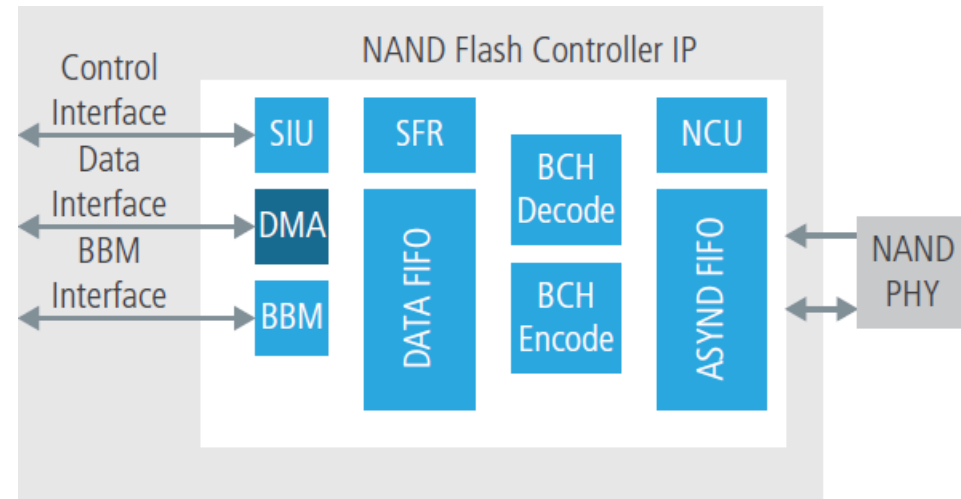 NAND Flash Controller IP
Control
Interface
Data
Interface
BBM
Interface
SIU
DMA
BBM
SFR
DATA FIFO
BCH
Decode
BCH
Encode
NCU
ASYND FIFO
NAND
PHY